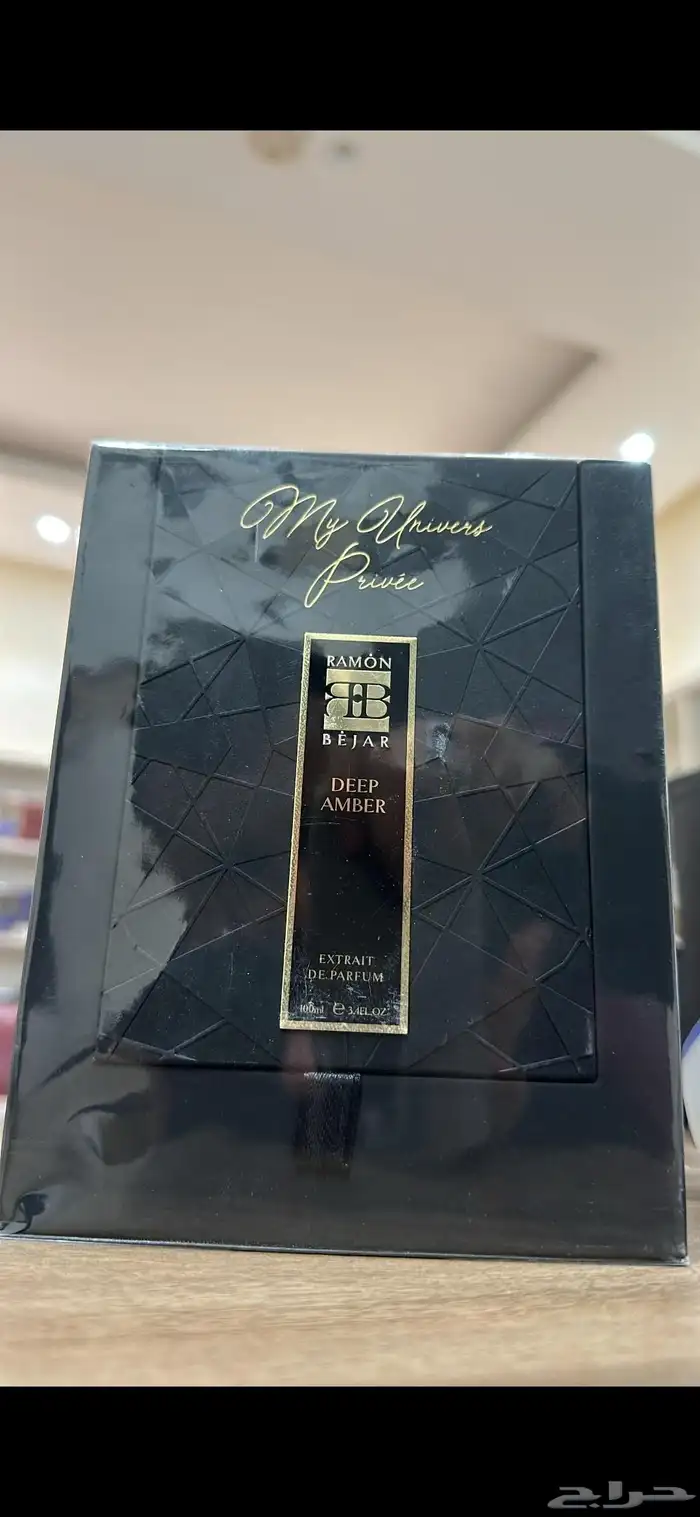 My Univers
Privée
RAMÓN
BÉJAR
DEEP
AMBER
EXTRAIT
DE PARFUM
100ml ℮ 3.4FL.OZ
حراج